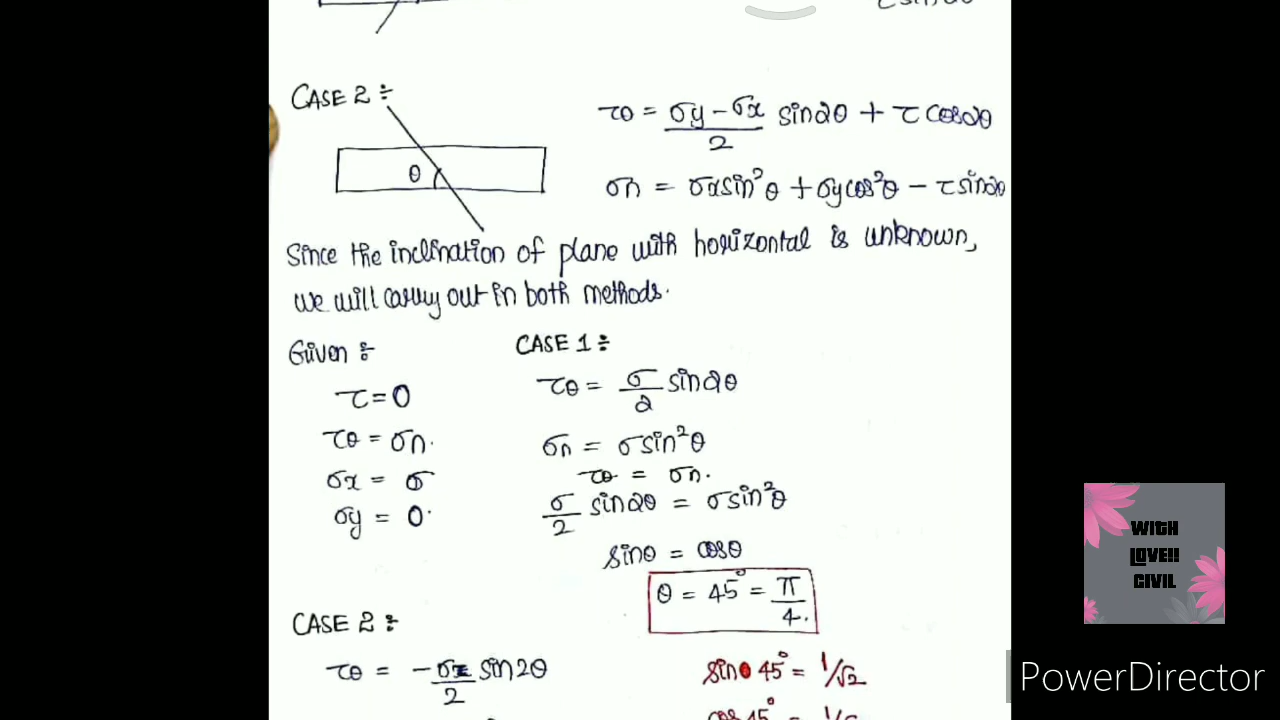 CASE 2 ÷
τθ = σy - σx / 2 sin2θ + τ cos2θ
θ
σn = σx sin²θ + σy cos²θ - τ sin2θ
Since the inclination of plane with horizontal is unknown,
we will carry out in both methods.
Given ÷
CASE 1 ÷
τ = 0
τθ = σ/2 sin2θ
τθ = σn.
σn = σ sin²θ
τθ = σn.
σx = σ
σ/2 sin2θ = σ sin²θ
σy = 0.
sinθ = cosθ
θ = 45° = π/4.
CASE 2 ÷
τθ = -σx/2 sin2θ
sinθ 45° = 1/√2
cos 45° =
WITH
LOVE!!
CIVIL
PowerDirector